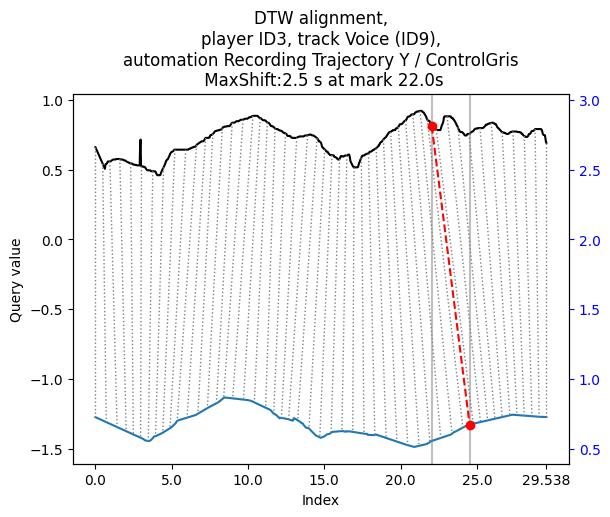 DTW alignment,
player ID3, track Voice (ID9),
automation Recording Trajectory Y / ControlGris
MaxShift:2.5 s at mark 22.0s
1.0
0.5
0.0
−0.5
−1.0
−1.5
Query value
3.0
2.5
2.0
1.0
0.5
0.0 5.0 10.0 15.0 20.0 25.0 29.538
Index